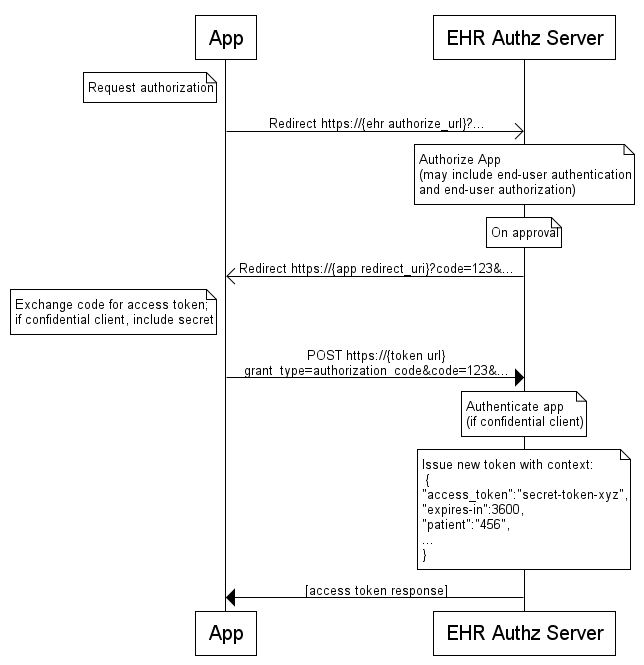 App
EHR Authz Server
Request authorization
Redirect https://{ehr authorize_url}?...
Authorize App
(may include end-user authentication
and end-user authorization)
On approval
Redirect https://{app redirect_uri}?code=123&...
Exchange code for access token;
if confidential client, include secret
POST https://{token url}
grant_type=authorization_code&code=123&...
Authenticate app
(if confidential client)
Issue new token with context:
{
"access_token":"secret-token-xyz",
"expires-in":3600,
"patient":"456",
...
}
[access token response]
App
EHR Authz Server